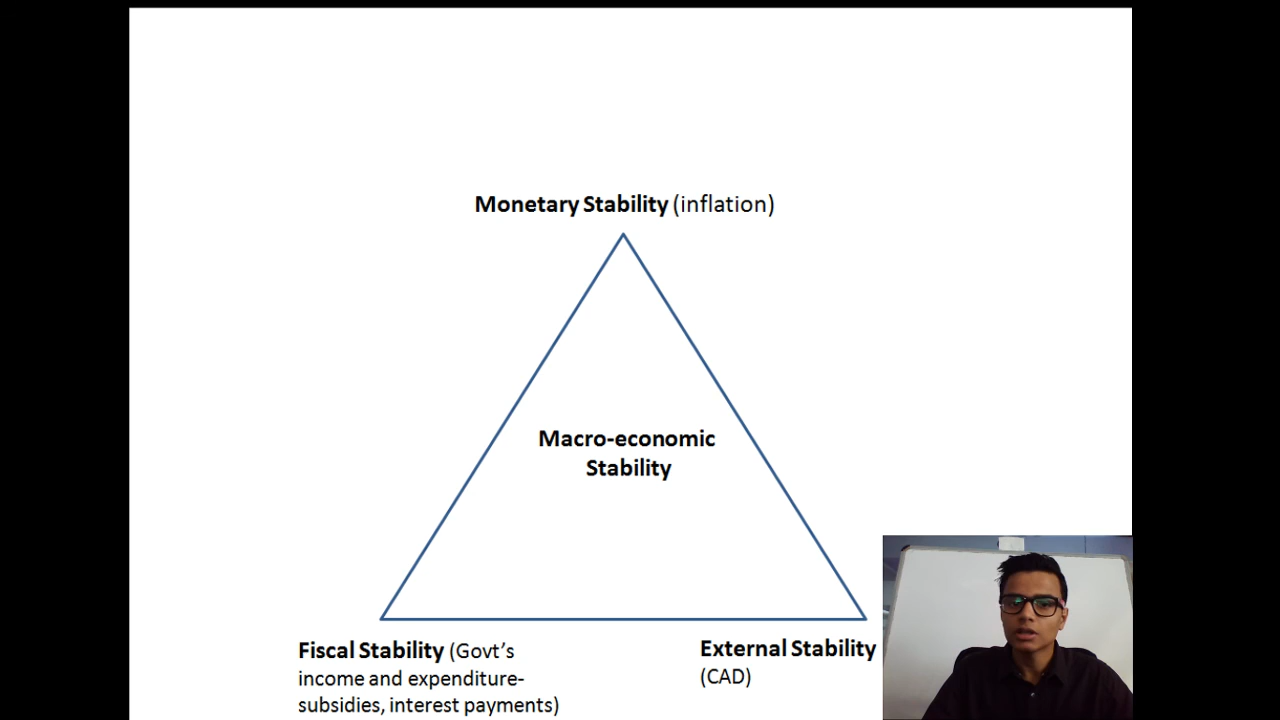 Monetary Stability (inflation)
Macro-economic
Stability
Fiscal Stability (Govt's
income and expenditure-
subsidies, interest payments)
External Stability
(CAD)